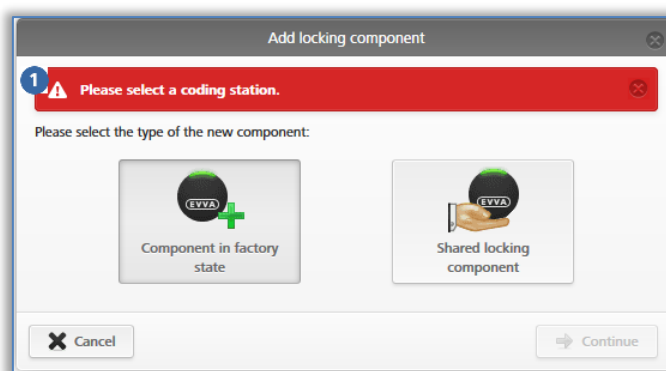 Add locking component
1
Please select a coding station.
Please select the type of the new component:
EVVA
Component in factory
state
EVVA
Shared locking
component
Cancel
Continue